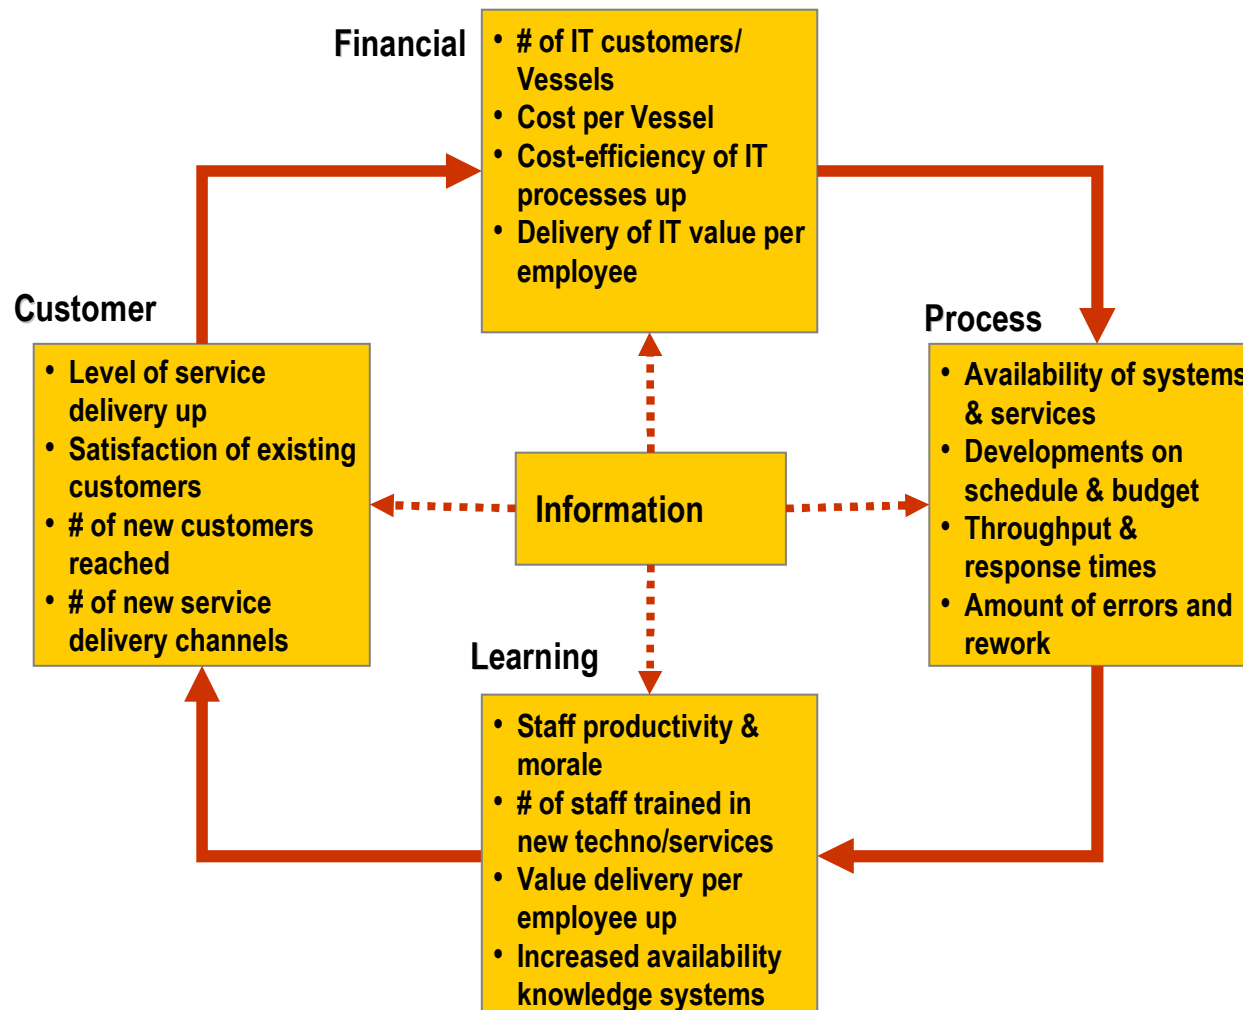 Financial
• # of IT customers/
Vessels
• Cost per Vessel
• Cost-efficiency of IT
processes up
• Delivery of IT value per
employee
Customer
• Level of service
delivery up
• Satisfaction of existing
customers
• # of new customers
reached
• # of new service
delivery channels
Information
Process
• Availability of systems
& services
• Developments on
schedule & budget
• Throughput &
response times
• Amount of errors and
rework
Learning
• Staff productivity &
morale
• # of staff trained in
new techno/services
• Value delivery per
employee up
• Increased availability
knowledge systems